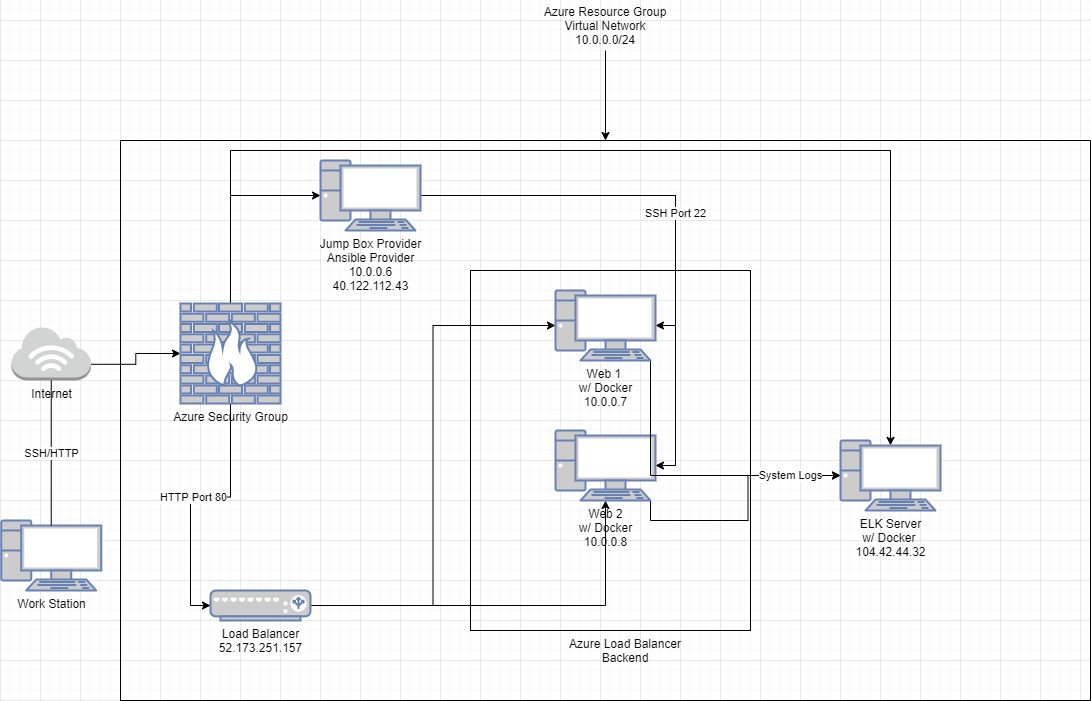 Azure Resource Group
Virtual Network
10.0.0.0/24
SSH Port 22
Jump Box Provider
Ansible Provider
10.0.0.6
40.122.112.43
Web 1
w/ Docker
10.0.0.7
Internet
Azure Security Group
SSH/HTTP
System Logs
HTTP Port 80
Web 2
w/ Docker
10.0.0.8
ELK Server
w/ Docker
104.42.44.32
Work Station
Load Balancer
52.173.251.157
Azure Load Balancer
Backend